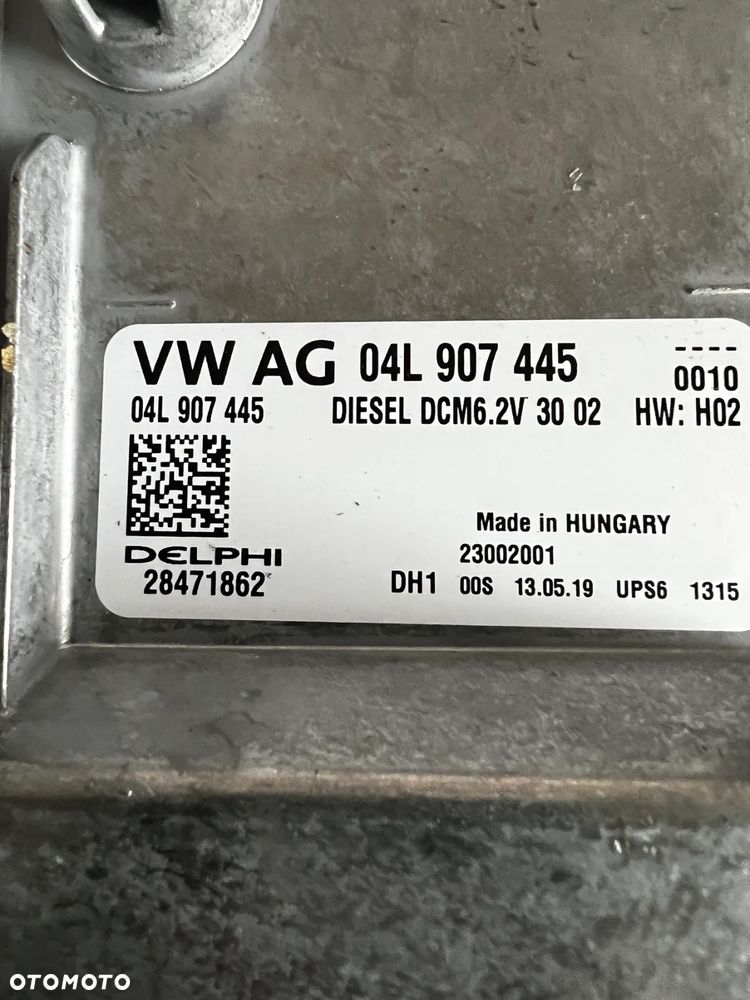 VW AG 04L 907 445 ----
0010
04L 907 445 DIESEL DCM6.2V 30 02 HW: H02
Made in HUNGARY
DELPHI 23002001
28471862 DH1 00S 13.05.19 UPS6 1315
OTOMOTO